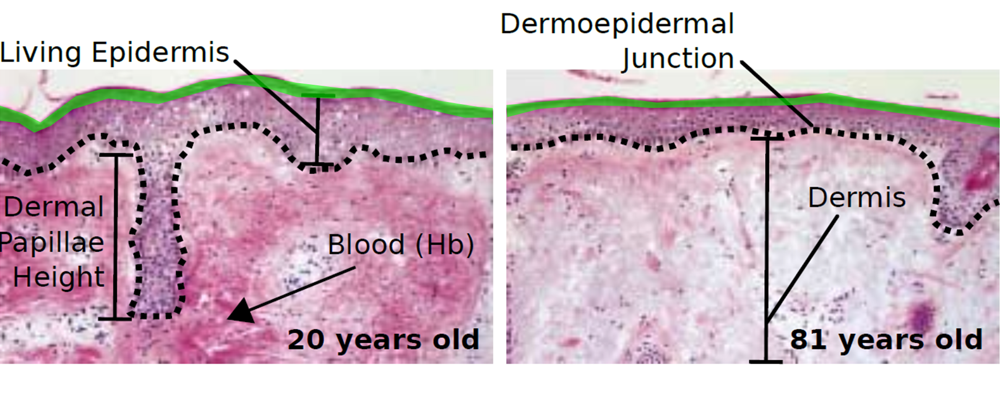 Living Epidermis
Dermal
Papillae
Height
Blood (Hb)
20 years old
Dermoepidermal
Junction
Dermis
81 years old